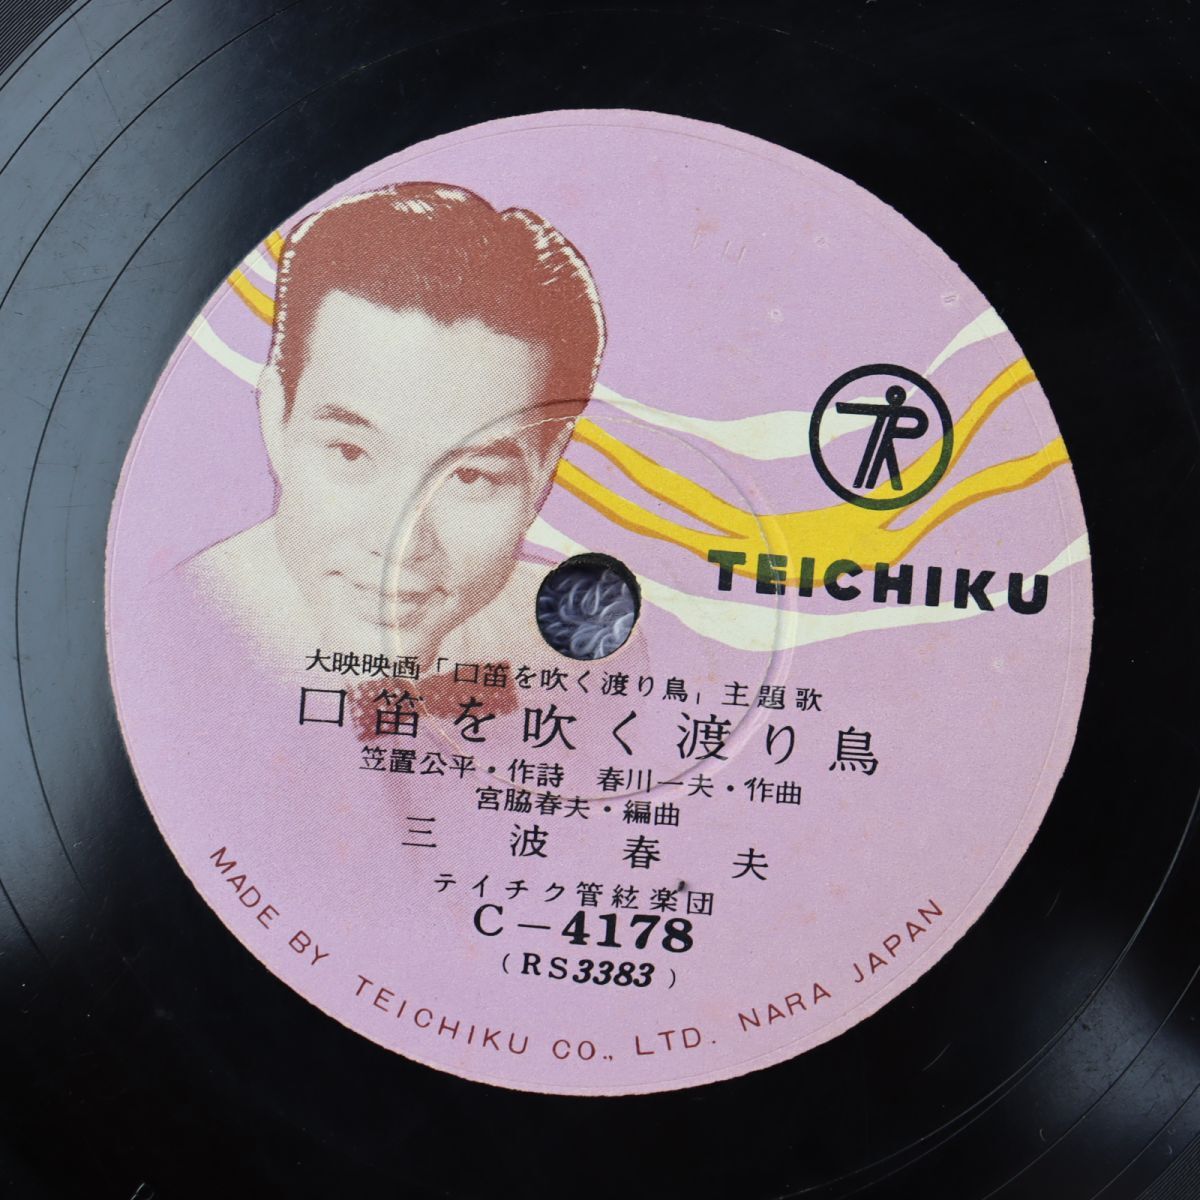 TEICHIKU
大映映画「口笛を吹く渡り鳥」主題歌
口笛を吹く渡り鳥
笠置公平・作詩 春川一夫・作曲
宮脇春夫・編曲
三波春夫
テイチク管絃楽団
C-4178
(RS3383)
MADE BY TEICHIKU CO., LTD. NARA JAPAN